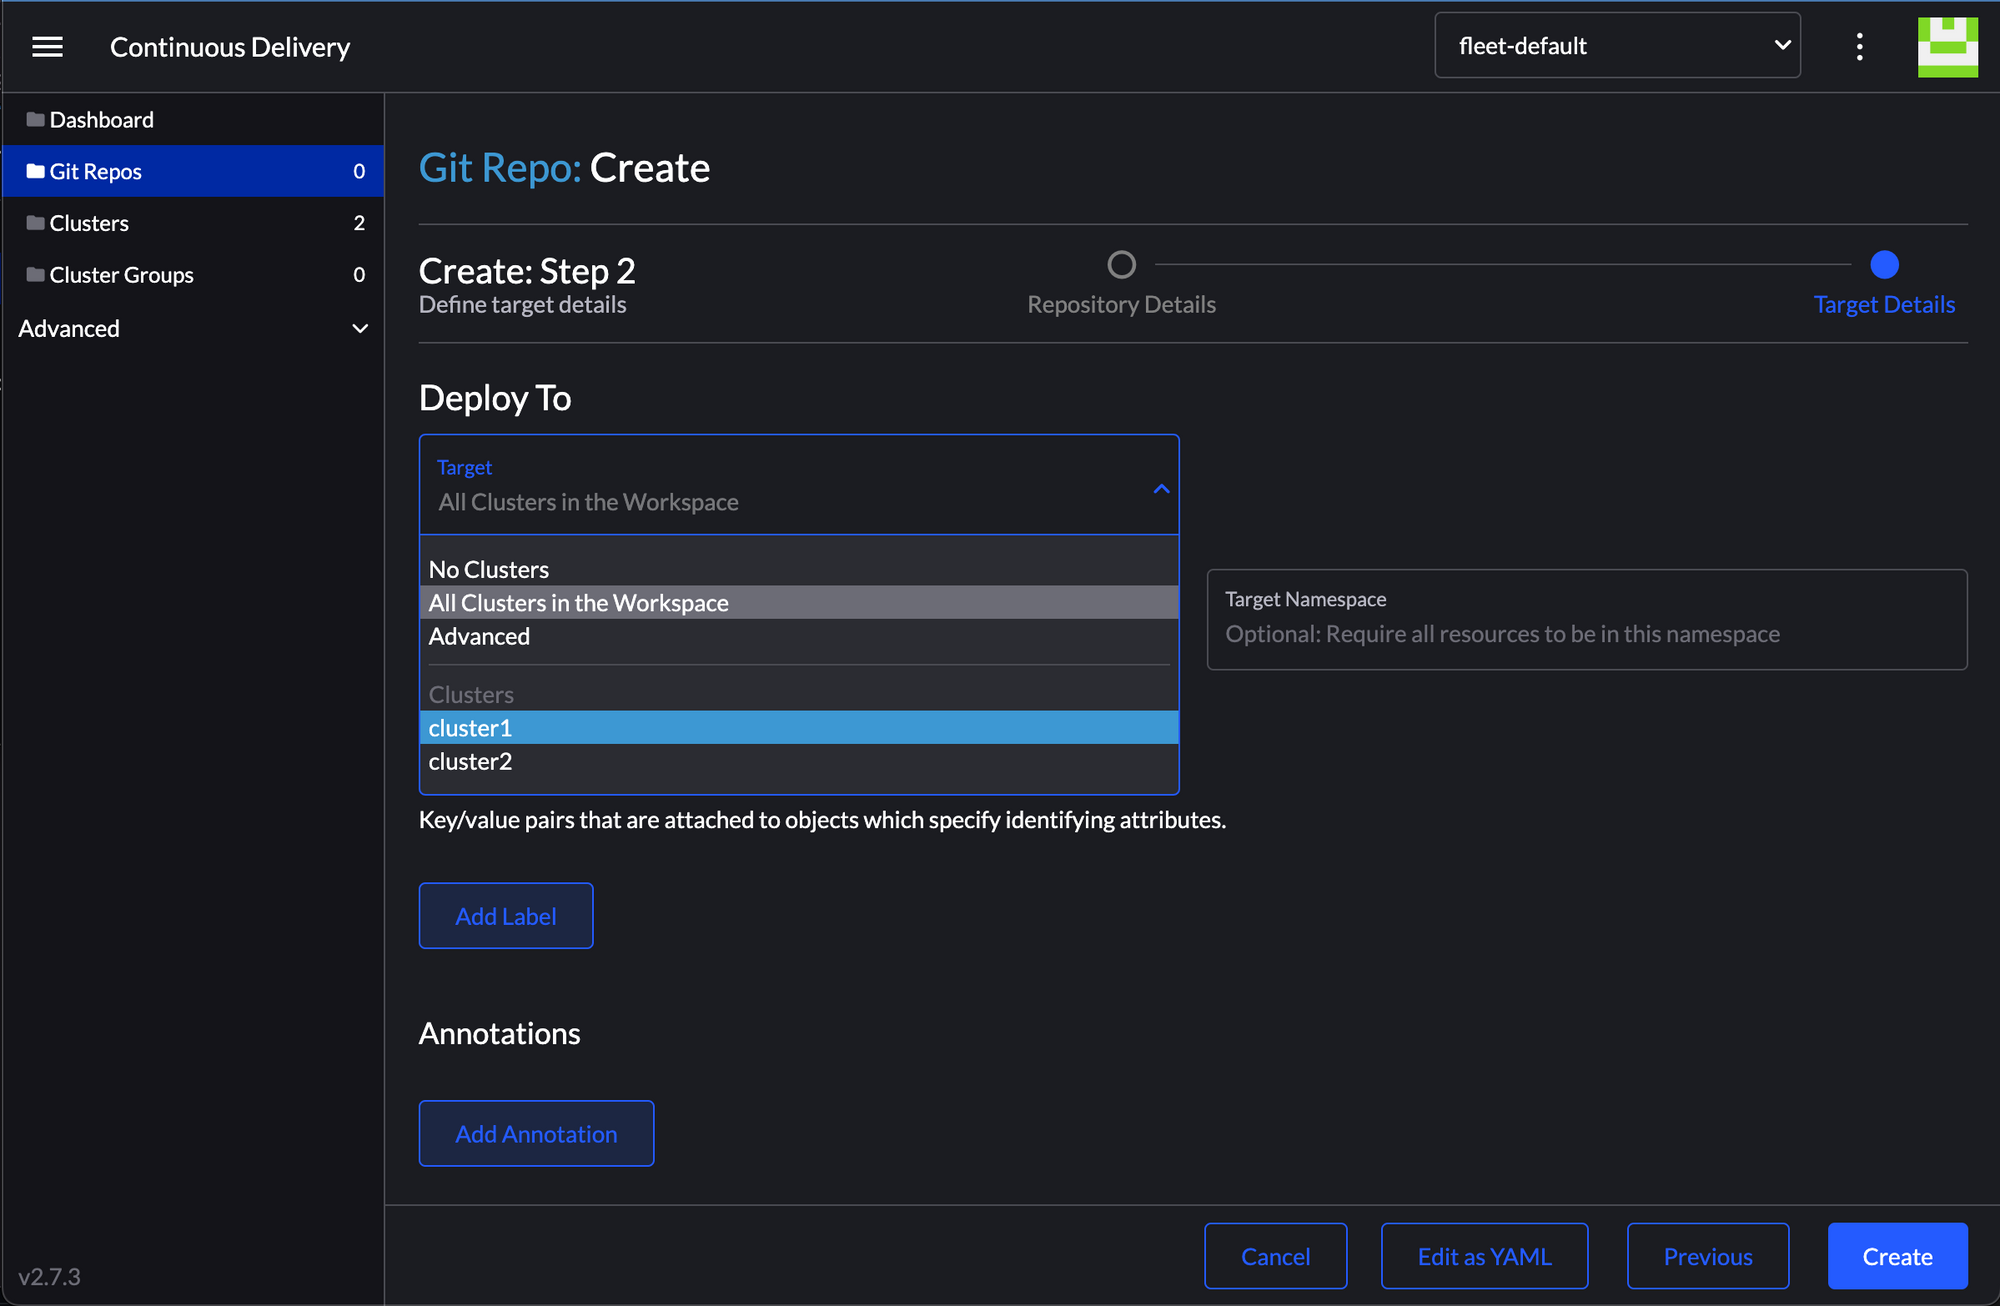 Continuous Delivery
fleet-default
Dashboard
Git Repos 0
Clusters 2
Cluster Groups 0
Advanced
v2.7.3
Git Repo: Create
Create: Step 2
Define target details
Repository Details
Target Details
Deploy To
Target
All Clusters in the Workspace
No Clusters
All Clusters in the Workspace
Advanced
Clusters
cluster1
cluster2
Target Namespace
Optional: Require all resources to be in this namespace
Key/value pairs that are attached to objects which specify identifying attributes.
Add Label
Annotations
Add Annotation
Cancel
Edit as YAML
Previous
Create